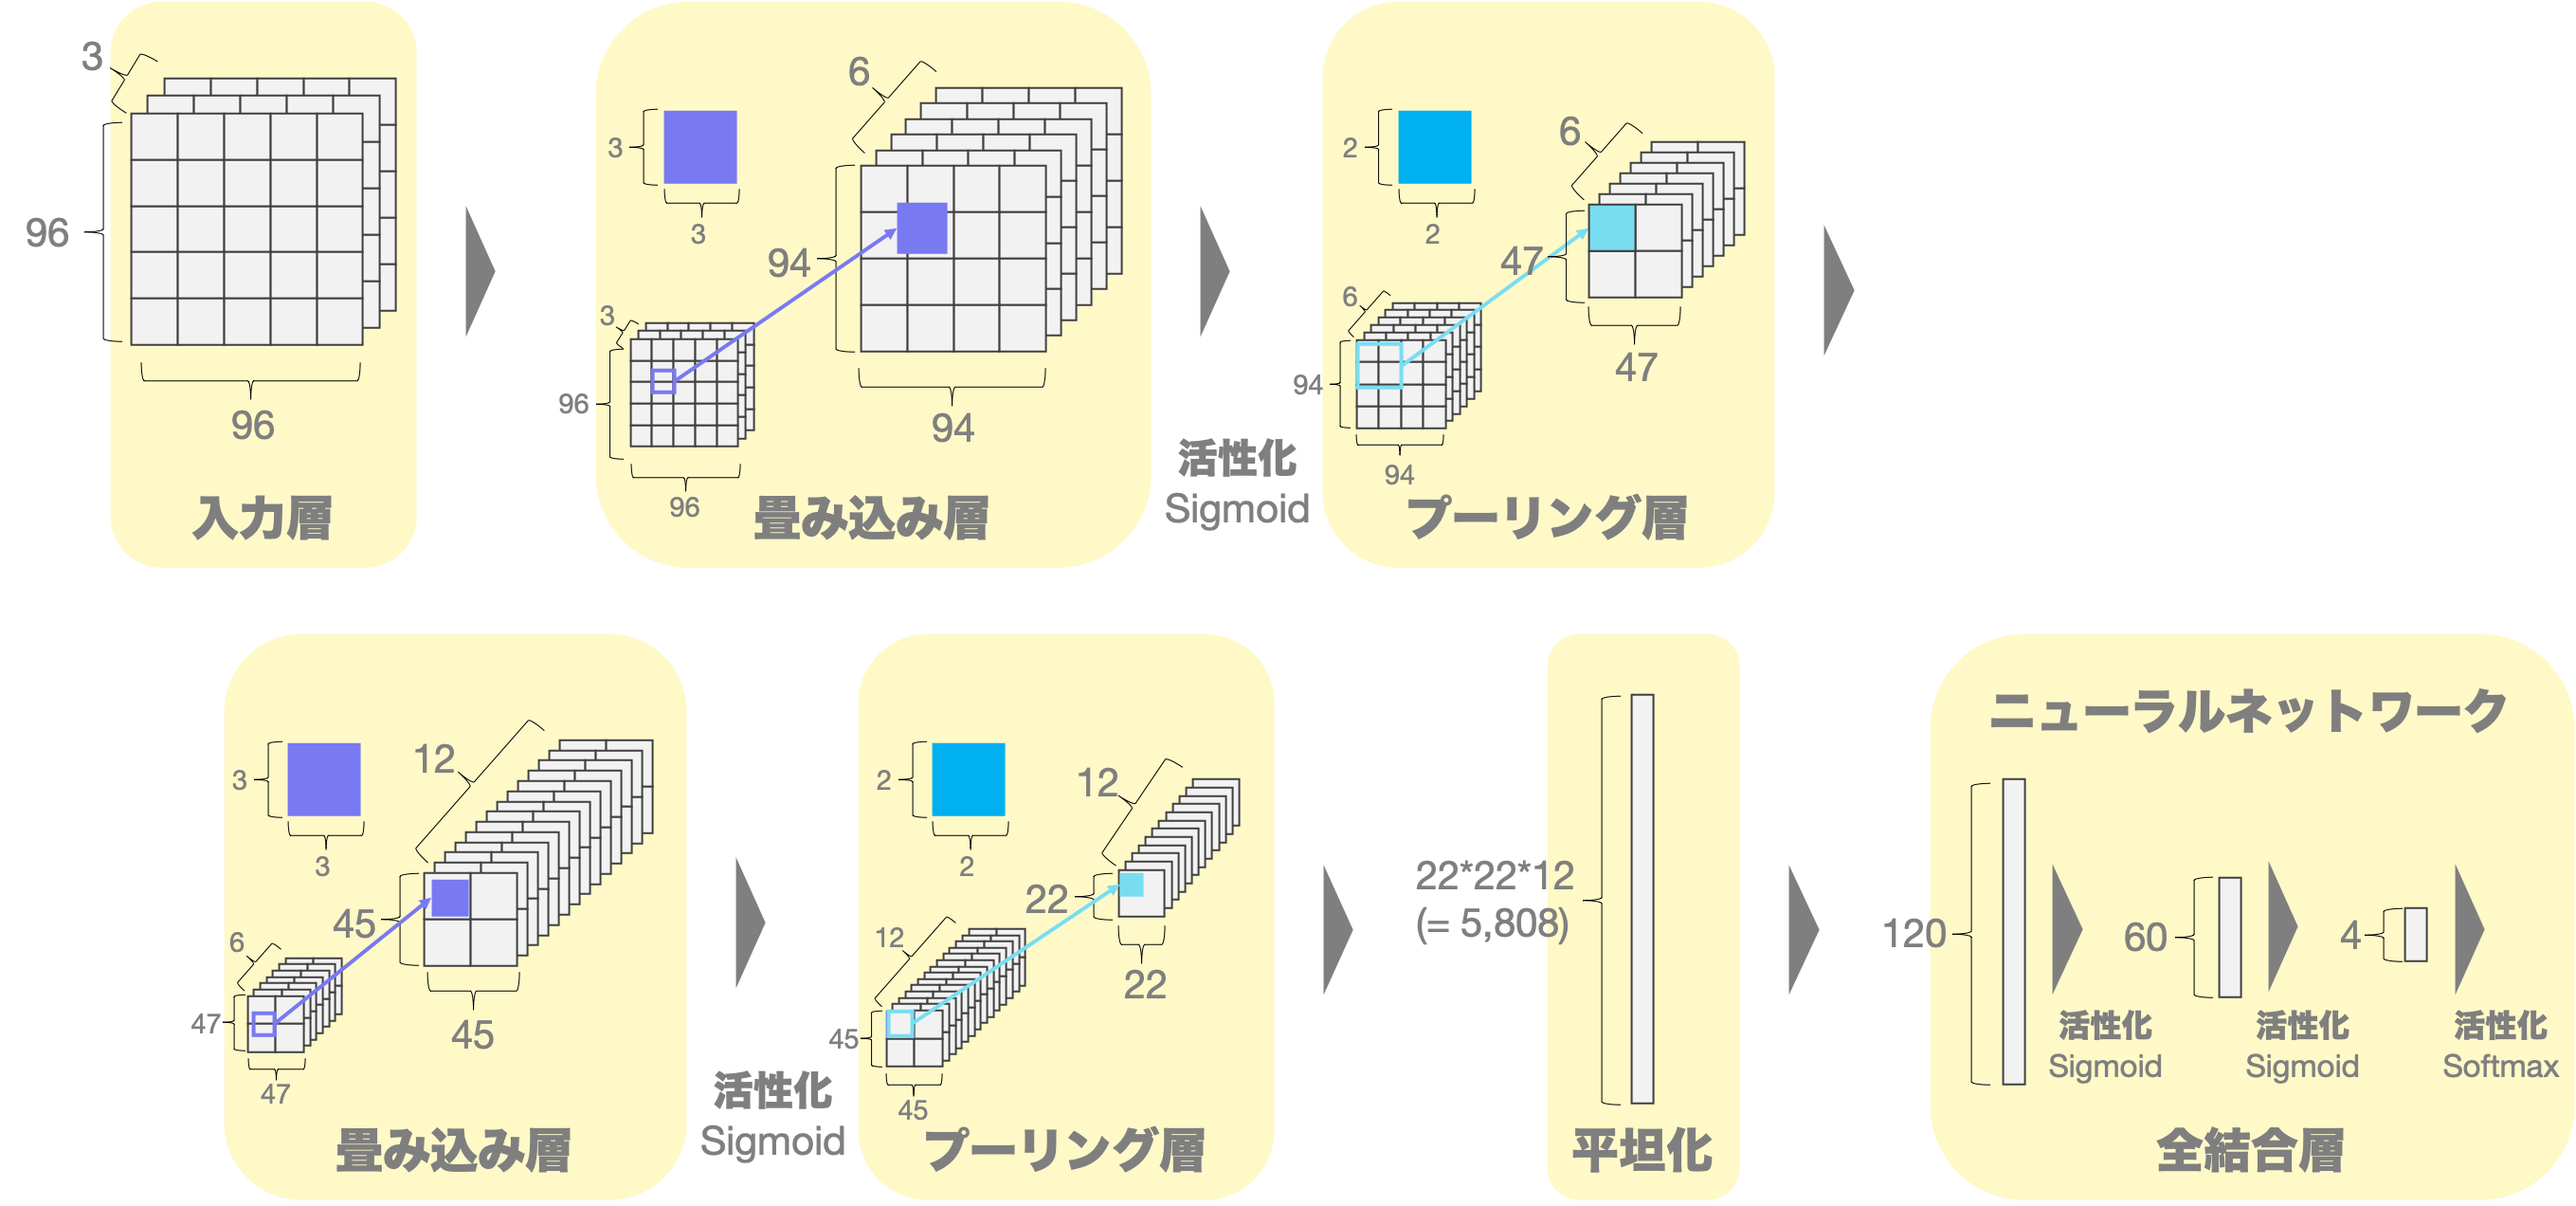 3
96
96
入力層
3
3
3
96
96
6
94
94
畳み込み層
活性化
Sigmoid
2
2
6
94
94
6
47
47
プーリング層
3
3
6
47
47
12
45
45
畳み込み層
活性化
Sigmoid
2
2
12
45
45
12
22
22
プーリング層
22*22*12
(= 5,808)
平坦化
ニューラルネットワーク
120
活性化
Sigmoid
60
活性化
Sigmoid
4
活性化
Softmax
全結合層